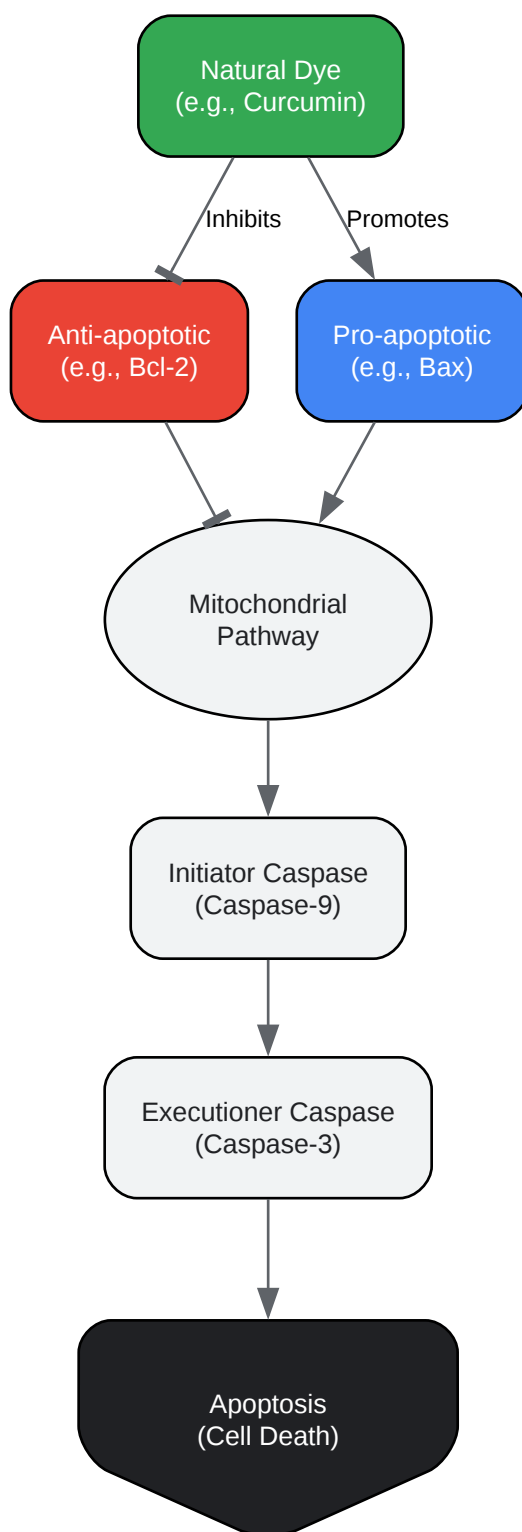 Natural Dye
(e.g., Curcumin)
Inhibits
Promotes
Anti-apoptotic
(e.g., Bcl-2)
Pro-apoptotic
(e.g., Bax)
Mitochondrial
Pathway
Initiator Caspase
(Caspase-9)
Executioner Caspase
(Caspase-3)
Apoptosis
(Cell Death)